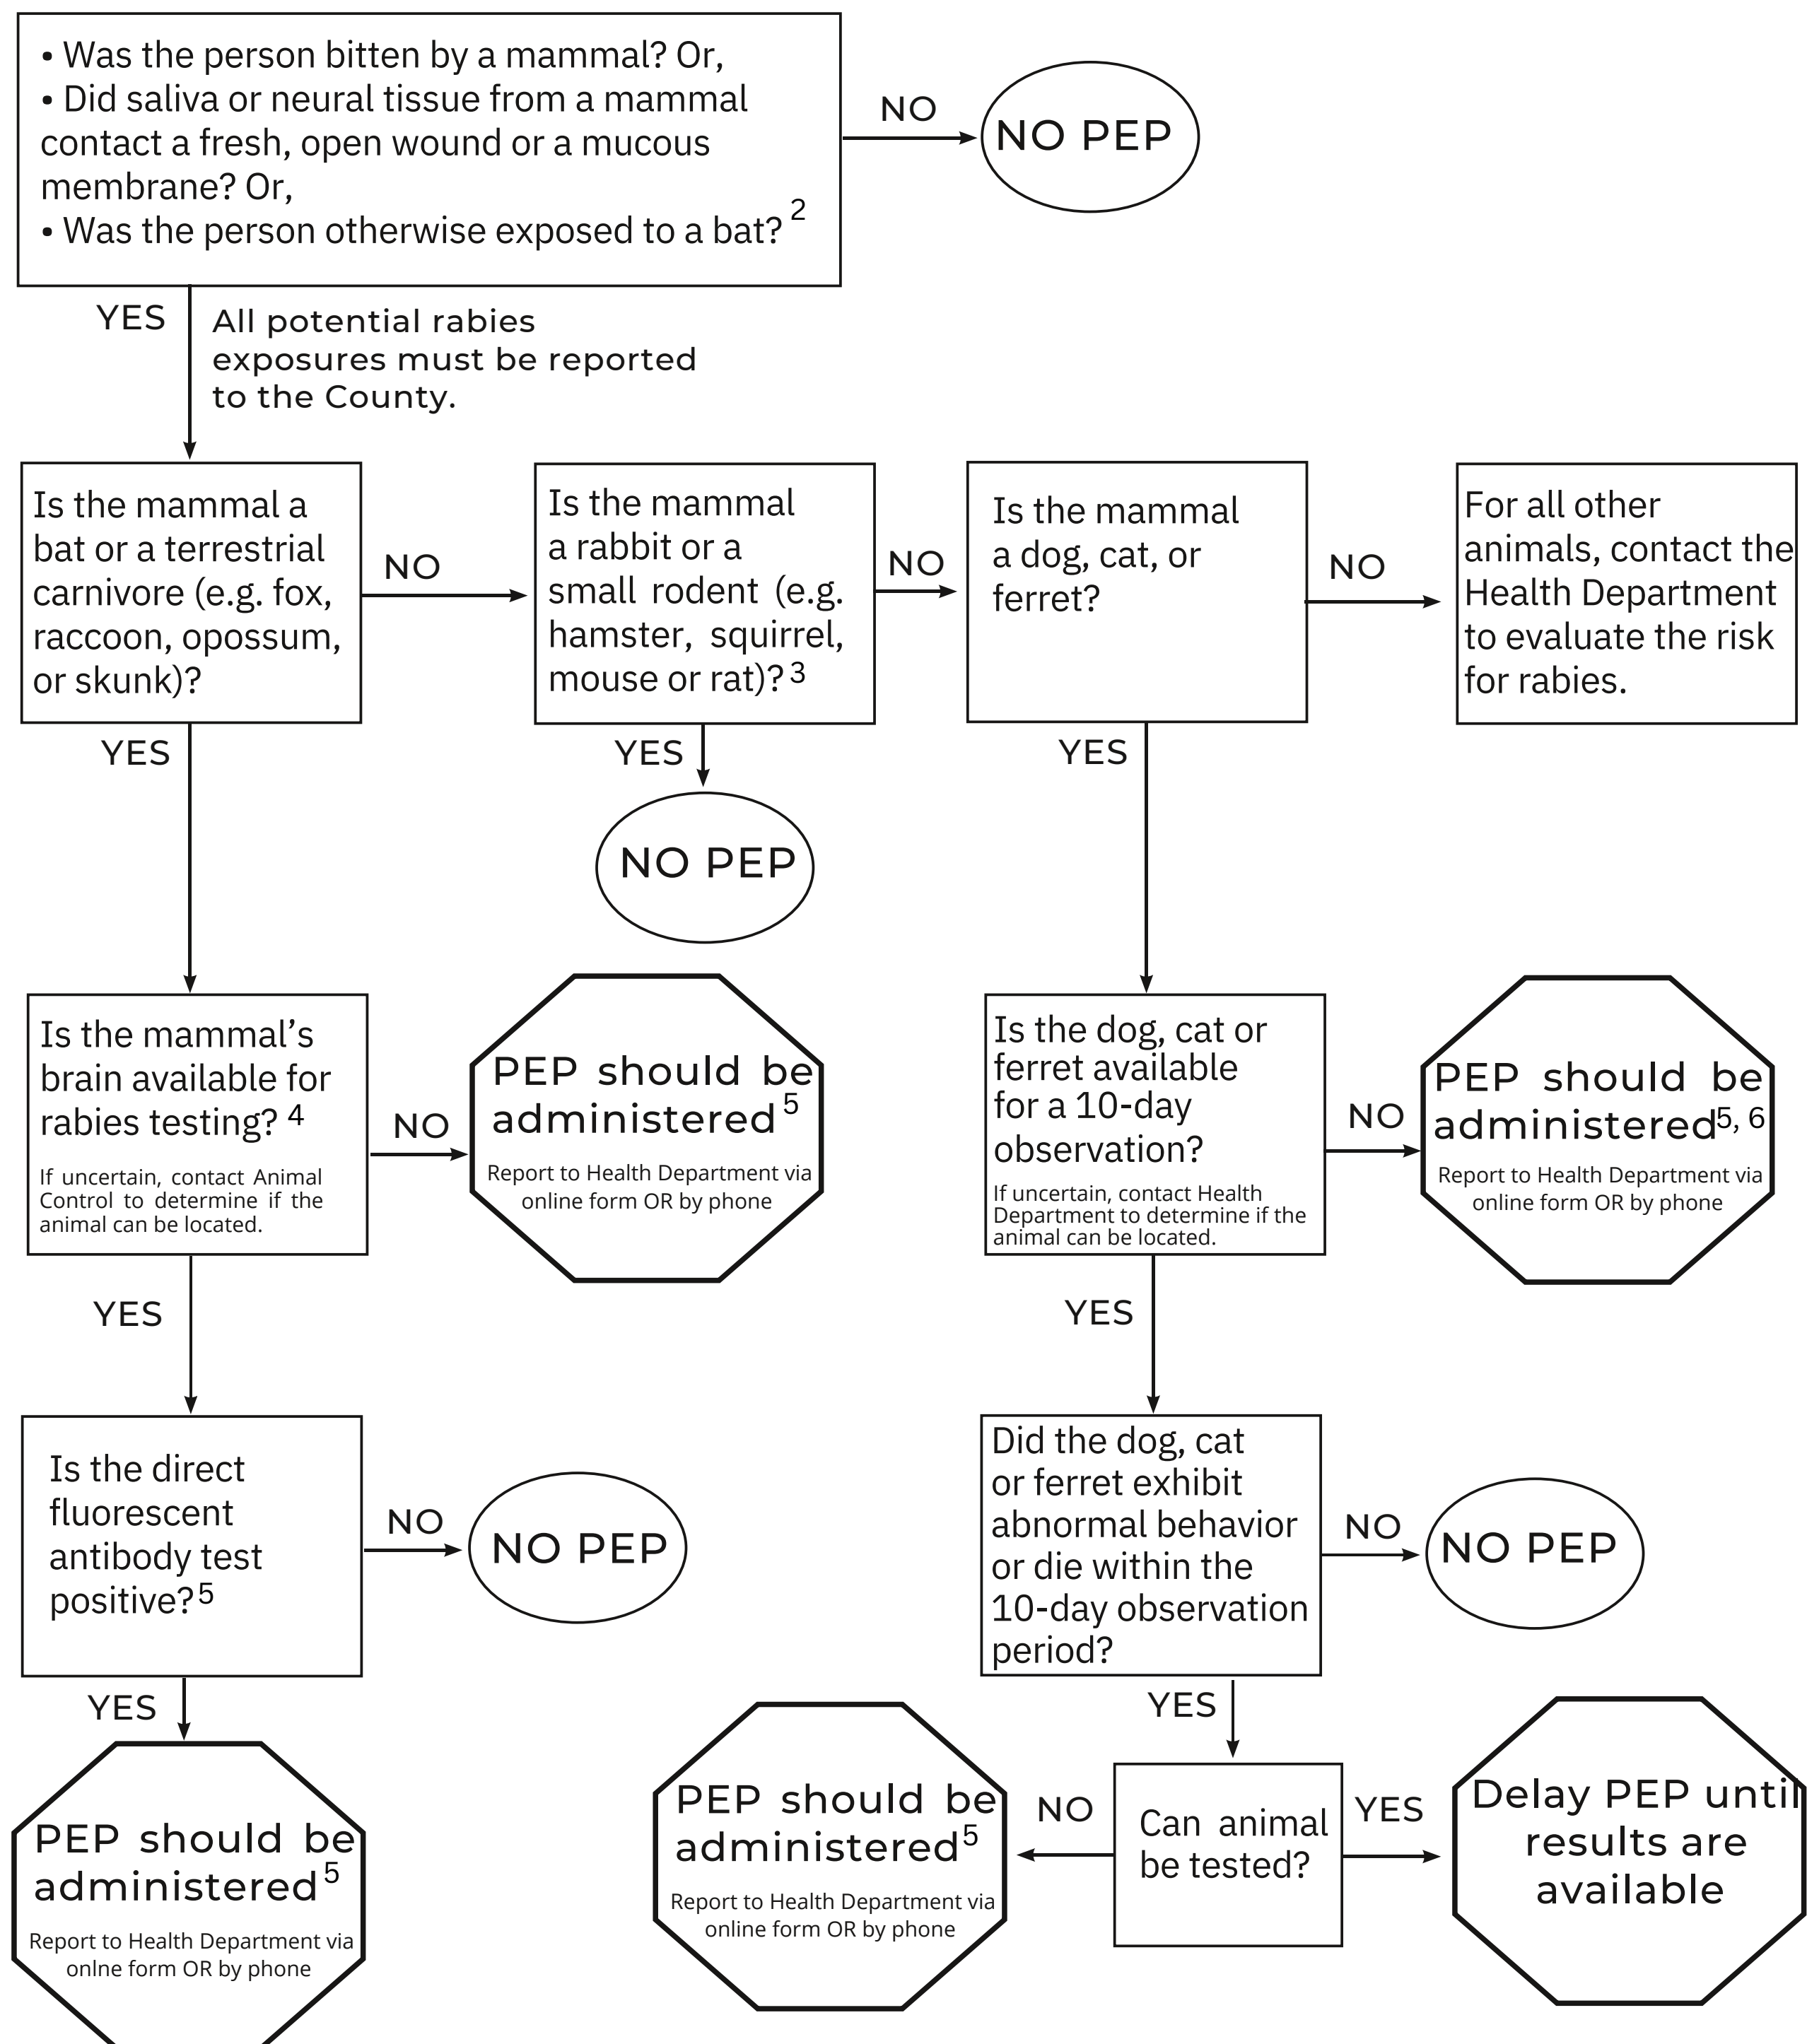 • Was the person bitten by a mammal? Or,
• Did saliva or neural tissue from a mammal
contact a fresh, open wound or a mucous
membrane? Or,
• Was the person otherwise exposed to a bat? 2
NO
NO PEP
YES
All potential rabies
exposures must be reported
to the County.
Is the mammal a
bat or a terrestrial
carnivore (e.g. fox,
raccoon, opossum,
or skunk)?
NO
Is the mammal
a rabbit or a
small rodent (e.g.
hamster, squirrel,
mouse or rat)? 3
NO
Is the mammal
a dog, cat, or
ferret?
NO
For all other
animals, contact the
Health Department
to evaluate the risk
for rabies.
YES
YES
NO PEP
YES
Is the mammal’s
brain available for
rabies testing? 4
If uncertain, contact Animal
Control to determine if the
animal can be located.
NO
PEP should be
administered 5
Report to Health Department via
online form OR by phone
Is the dog, cat or
ferret available
for a 10-day
observation?
If uncertain, contact Health
Department to determine if the
animal can be located.
NO
PEP should be
administered5, 6
Report to Health Department via
online form OR by phone
YES
YES
Is the direct
fluorescent
antibody test
positive? 5
NO
NO PEP
Did the dog, cat
or ferret exhibit
abnormal behavior
or die within the
10-day observation
period?
NO
NO PEP
YES
PEP should be
administered 5
Report to Health Department via
onlne form OR by phone
YES
Can animal
be tested?
NO
PEP should be
administered5
Report to Health Department via
online form OR by phone
YES
Delay PEP until
results are
available